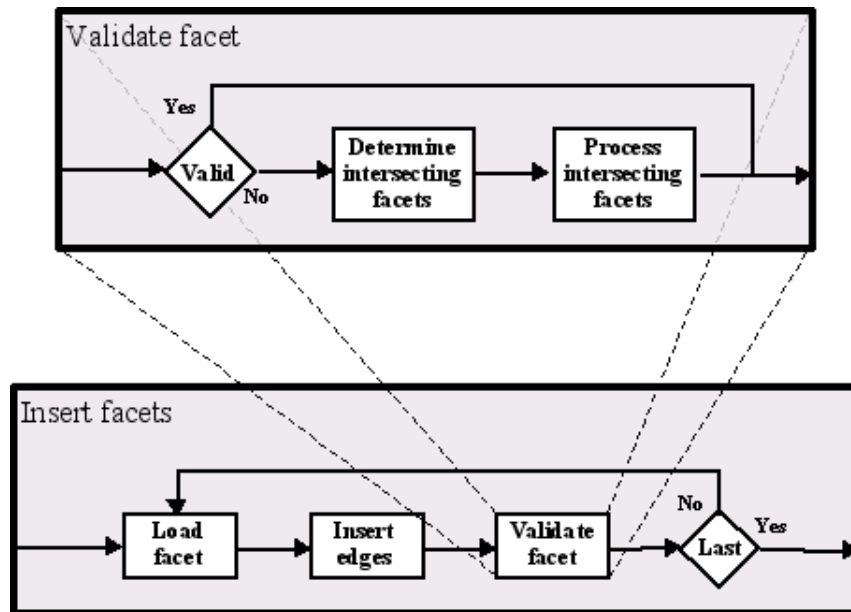 Validate facet
Yes
Valid
No
Determine
intersecting
facets
Process
intersecting
facets
Insert facets
Load
facet
Insert
edges
Validate
facet
No
Last
Yes